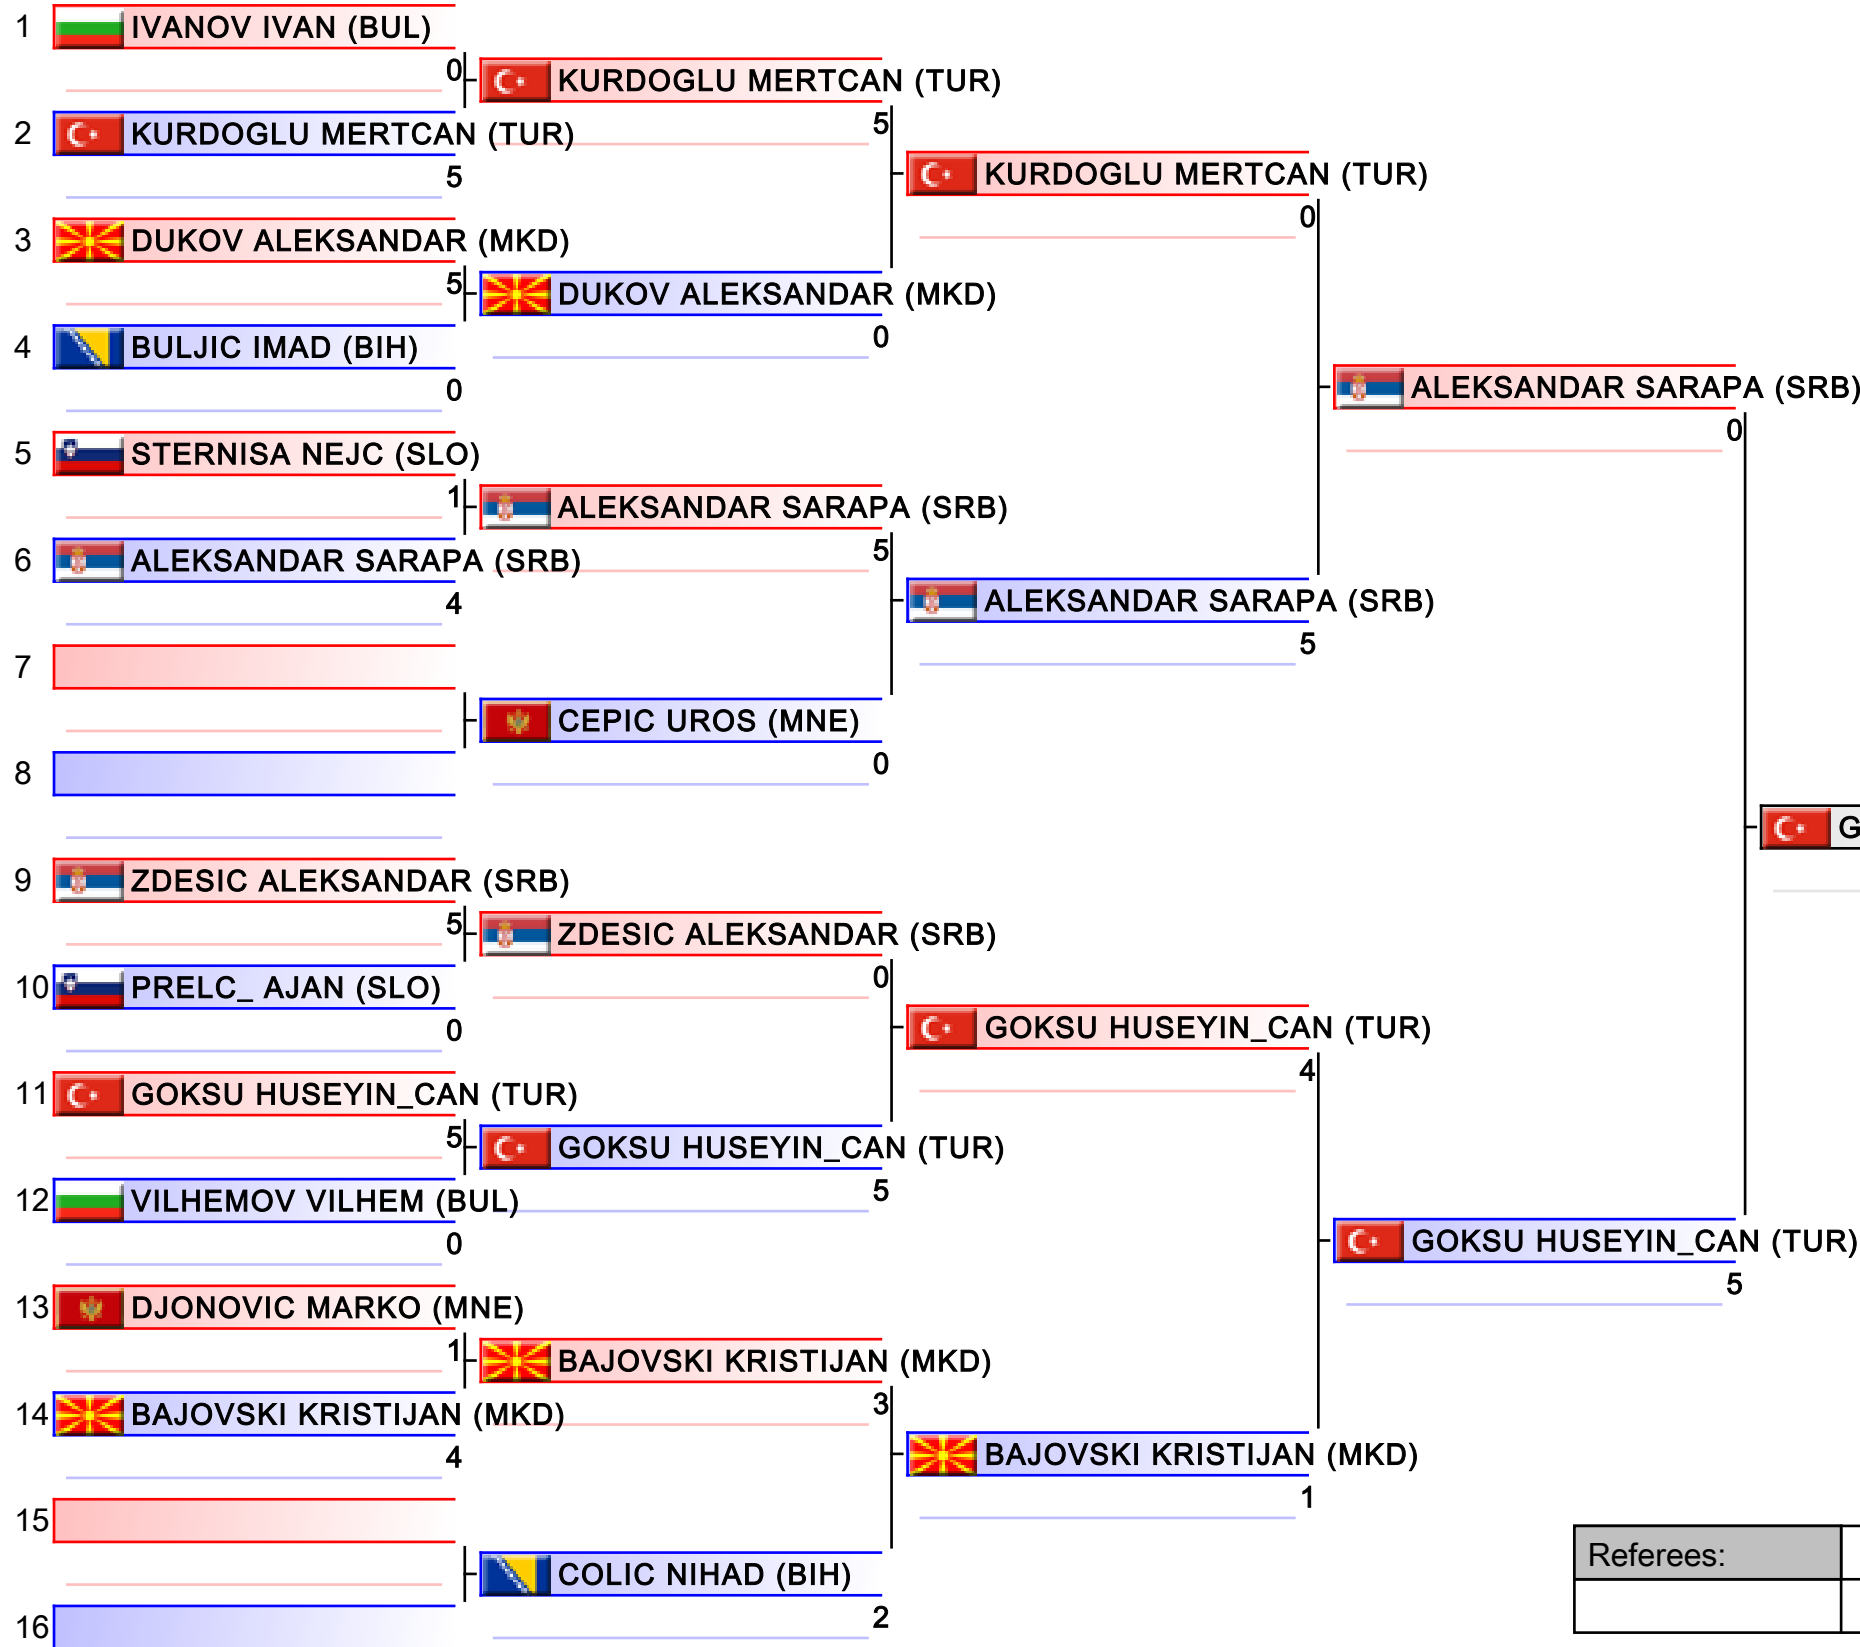 1 IVANOV IVAN (BUL)
0
KURDOGLU MERTCAN (TUR)
5
2 KURDOGLU MERTCAN (TUR)
5
KURDOGLU MERTCAN (TUR)
0
3 DUKOV ALEKSANDAR (MKD)
5
DUKOV ALEKSANDAR (MKD)
0
4 BULJIC IMAD (BIH)
0
ALEKSANDAR SARAPA (SRB)
0
5 STERNISA NEJC (SLO)
1
ALEKSANDAR SARAPA (SRB)
5
6 ALEKSANDAR SARAPA (SRB)
4
ALEKSANDAR SARAPA (SRB)
5
7
CEPIC UROS (MNE)
0
8
G
9 ZDESIC ALEKSANDAR (SRB)
5
ZDESIC ALEKSANDAR (SRB)
0
10 PRELC_ AJAN (SLO)
0
GOKSU HUSEYIN_CAN (TUR)
4
11 GOKSU HUSEYIN_CAN (TUR)
5
GOKSU HUSEYIN_CAN (TUR)
5
12 VILHEMOV VILHEM (BUL)
0
GOKSU HUSEYIN_CAN (TUR)
5
13 DJONOVIC MARKO (MNE)
1
BAJOVSKI KRISTIJAN (MKD)
3
14 BAJOVSKI KRISTIJAN (MKD)
4
BAJOVSKI KRISTIJAN (MKD)
1
15
COLIC NIHAD (BIH)
2
16
Referees: